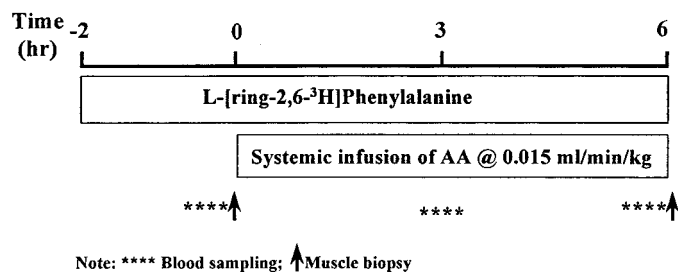 Time
(hr)
-2 0 3 6
L-[ring-2,6-³H]Phenylalanine
Systemic infusion of AA @ 0.015 ml/min/kg
**** **** ****
Note: **** Blood sampling; ↑Muscle biopsy